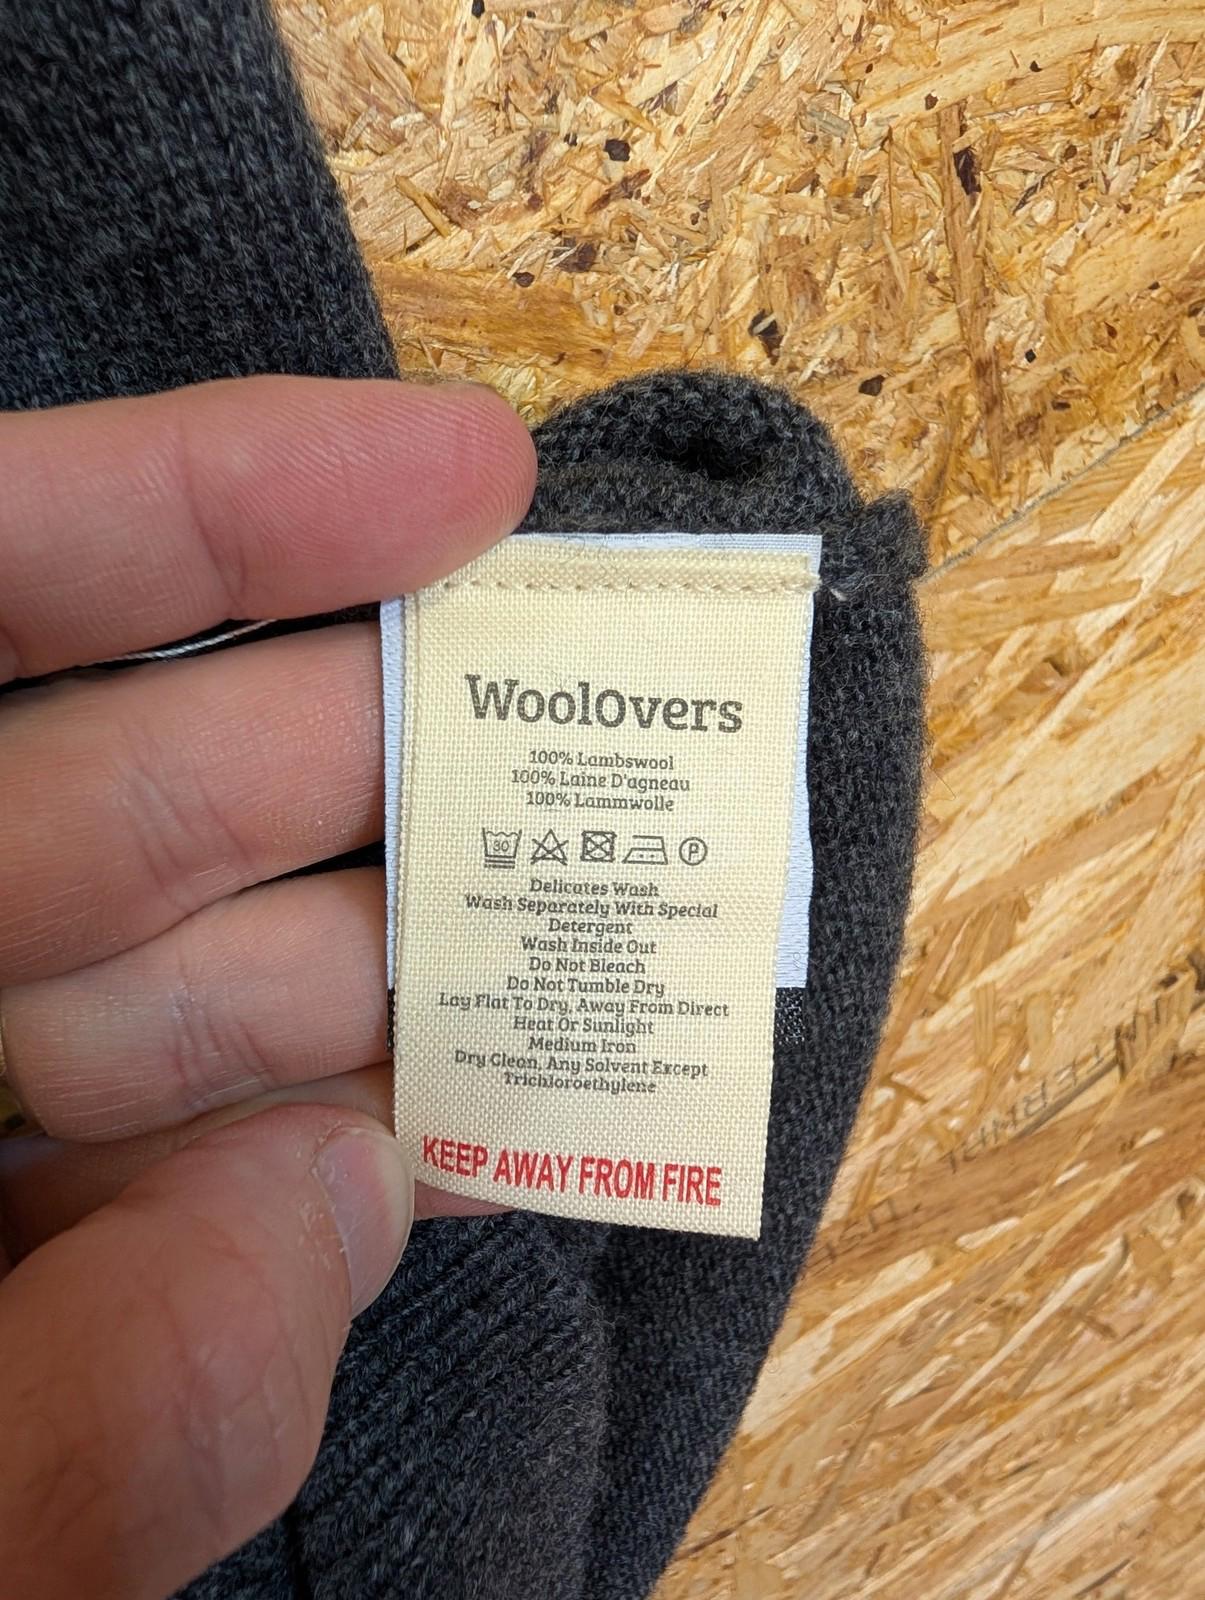 WoolOvers
100% Lambswool
100% Laine D'agneau
100% Lammwolle
30
P
Delicates Wash
Wash Separately With Special
Detergent
Wash Inside Out
Do Not Bleach
Do Not Tumble Dry
Lay Flat To Dry, Away From Direct
Heat Or Sunlight
Medium Iron
Dry Clean, Any Solvent Except
Trichloroethylene
KEEP AWAY FROM FIRE